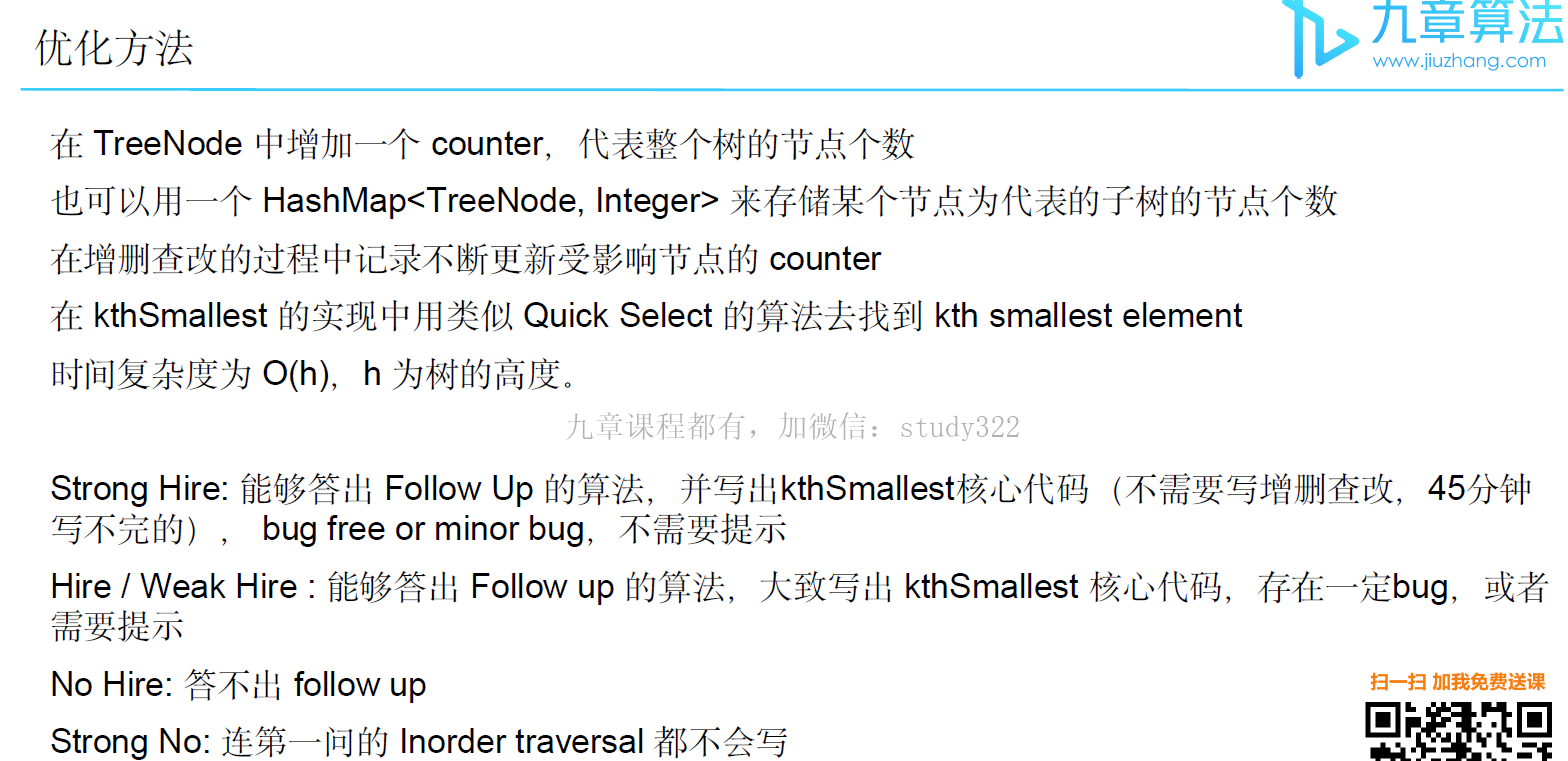 优化方法
九章算法
www.jiuzhang.com
在 TreeNode 中增加一个 counter，代表整个树的节点个数
也可以用一个 HashMap<TreeNode, Integer> 来存储某个节点为代表的子树的节点个数
在增删查改的过程中记录不断更新受影响节点的 counter
在 kthSmallest 的实现中用类似 Quick Select 的算法去找到 kth smallest element
时间复杂度为 O(h)，h 为树的高度。
九章课程都有，加微信：study322
Strong Hire: 能够答出 Follow Up 的算法，并写出kthSmallest核心代码（不需要写增删查改，45分钟
写不完的）， bug free or minor bug，不需要提示
Hire / Weak Hire : 能够答出 Follow up 的算法，大致写出 kthSmallest 核心代码，存在一定bug，或者
需要提示
No Hire: 答不出 follow up
Strong No: 连第一问的 Inorder traversal 都不会写
扫一扫 加我免费送课